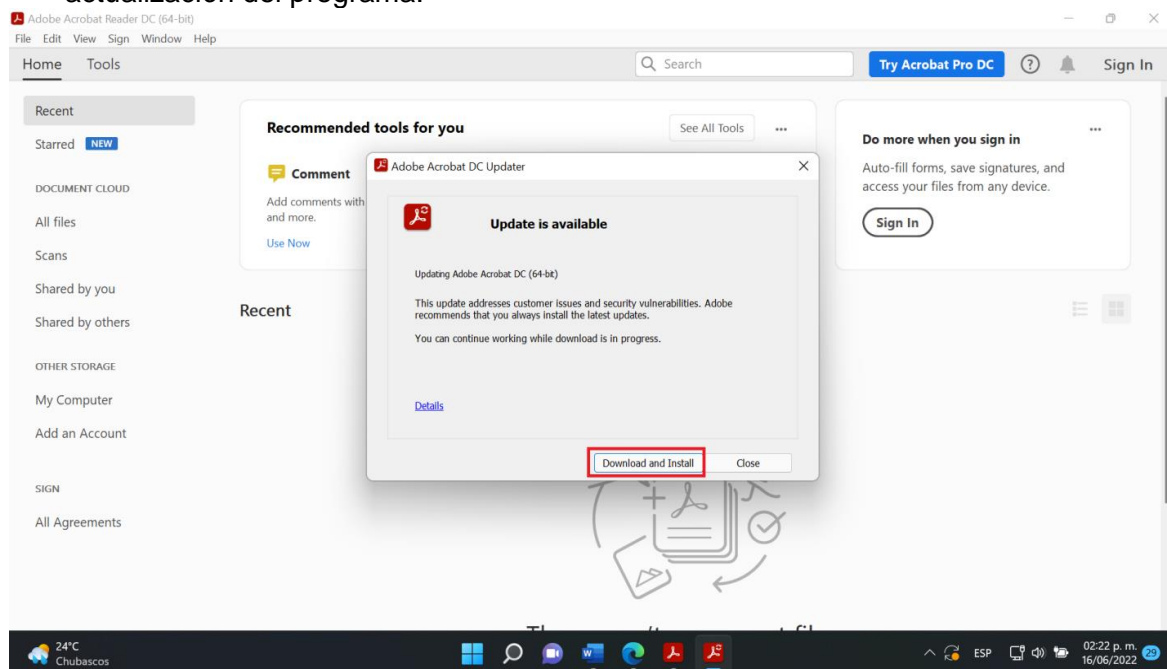 actualización del programa.
Adobe Acrobat Reader DC (64-bit)
File Edit View Sign Window Help
Home Tools
Search
Try Acrobat Pro DC
Sign In
Recent
Starred NEW
DOCUMENT CLOUD
All files
Scans
Shared by you
Shared by others
OTHER STORAGE
My Computer
Add an Account
SIGN
All Agreements
Recommended tools for you
See All Tools
Comment
Add comments with
and more.
Use Now
Do more when you sign in
Auto-fill forms, save signatures, and
access your files from any device.
Sign In
Recent
Adobe Acrobat DC Updater
Update is available
Updating Adobe Acrobat DC (64-bit)
This update addresses customer issues and security vulnerabilities. Adobe
recommends that you always install the latest updates.
You can continue working while download is in progress.
Details
Download and Install Close
24°C
Chubascos
ESP
02:22 p. m.
16/06/2022
29